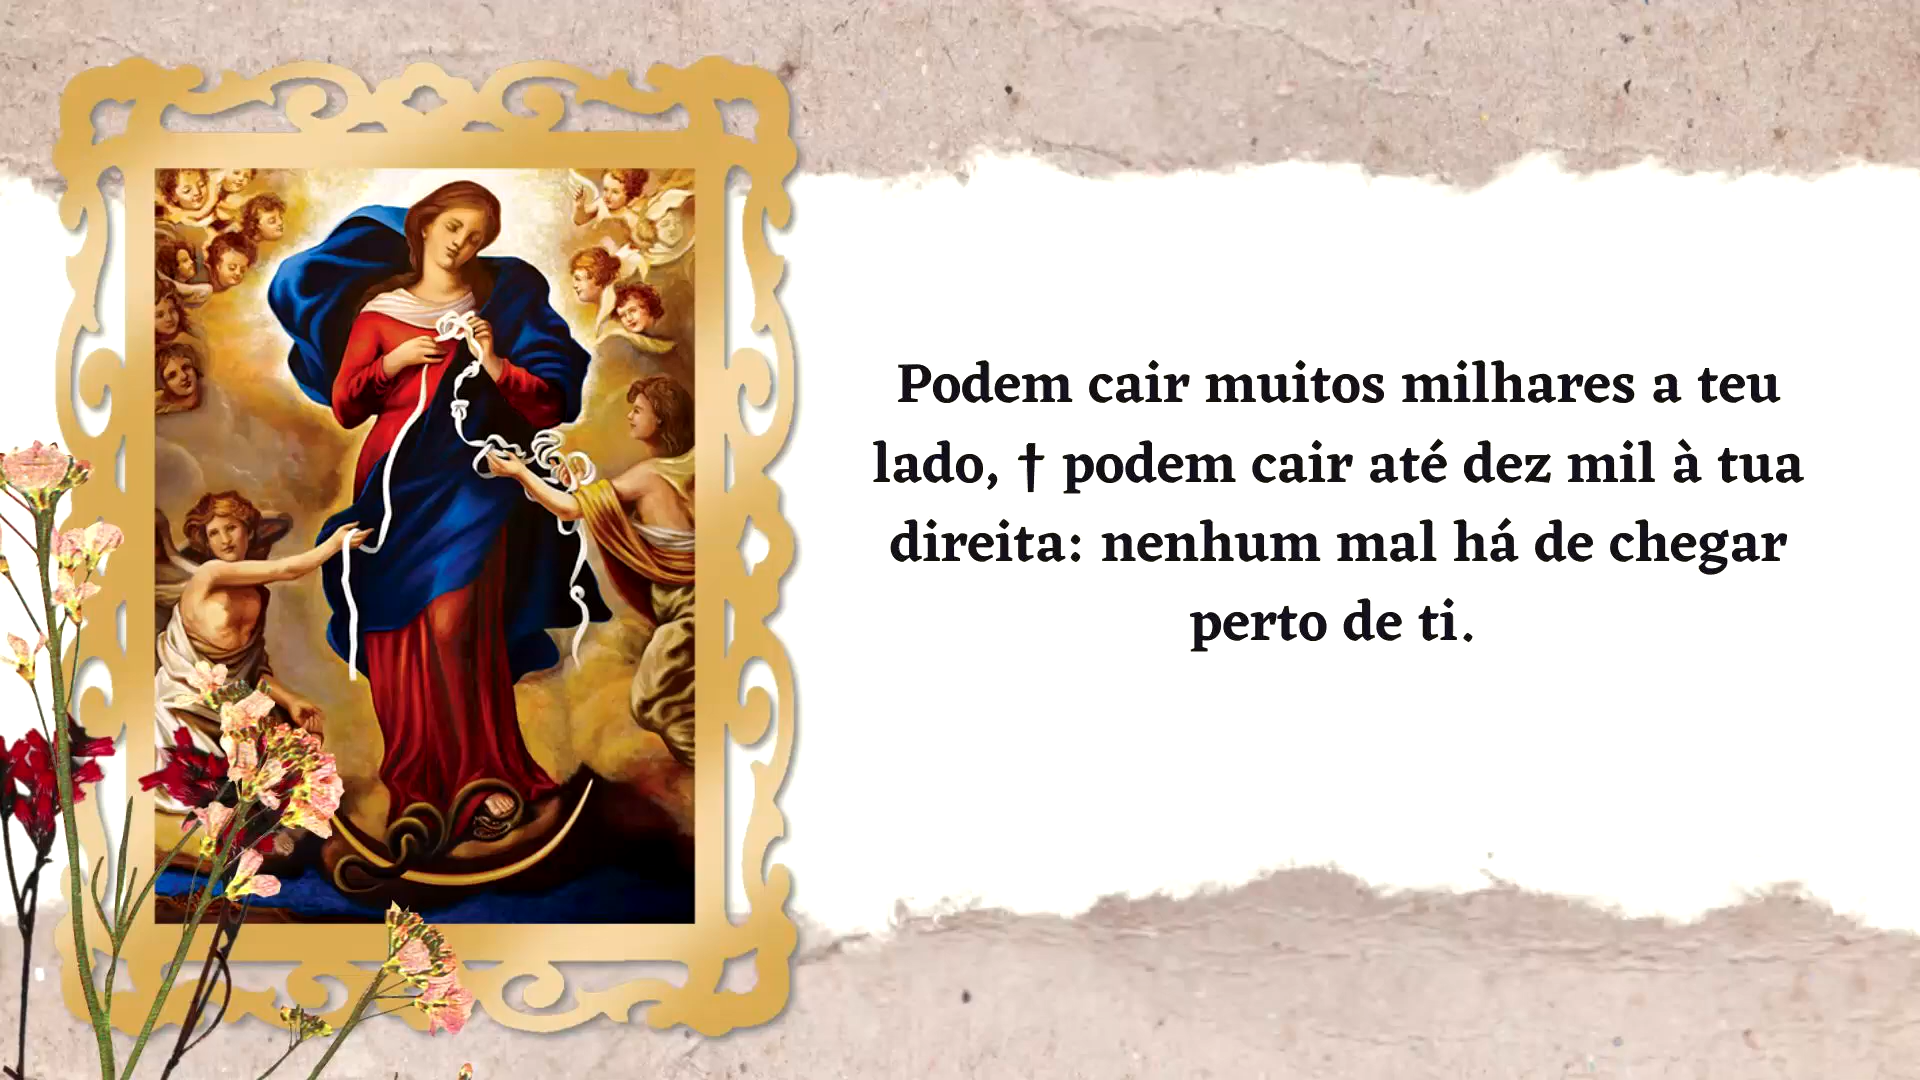 Podem cair muitos milhares a teu
lado, † podem cair até dez mil à tua
direita: nenhum mal há de chegar
perto de ti.